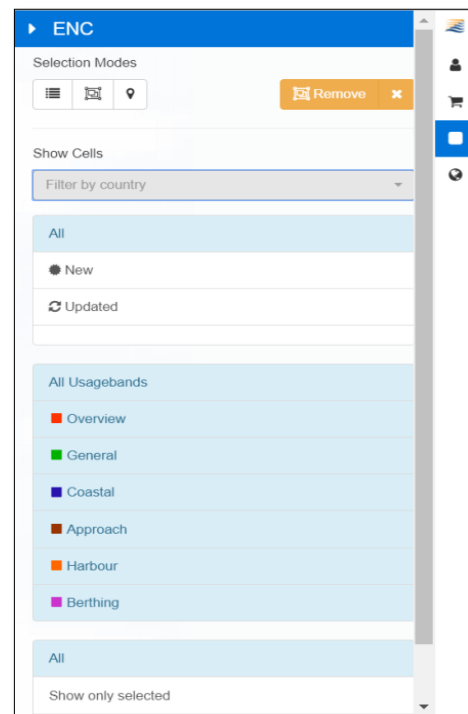 ENC
Selection Modes
Remove
Show Cells
Filter by country
All
New
Updated
All Usagebands
Overview
General
Coastal
Approach
Harbour
Berthing
All
Show only selected